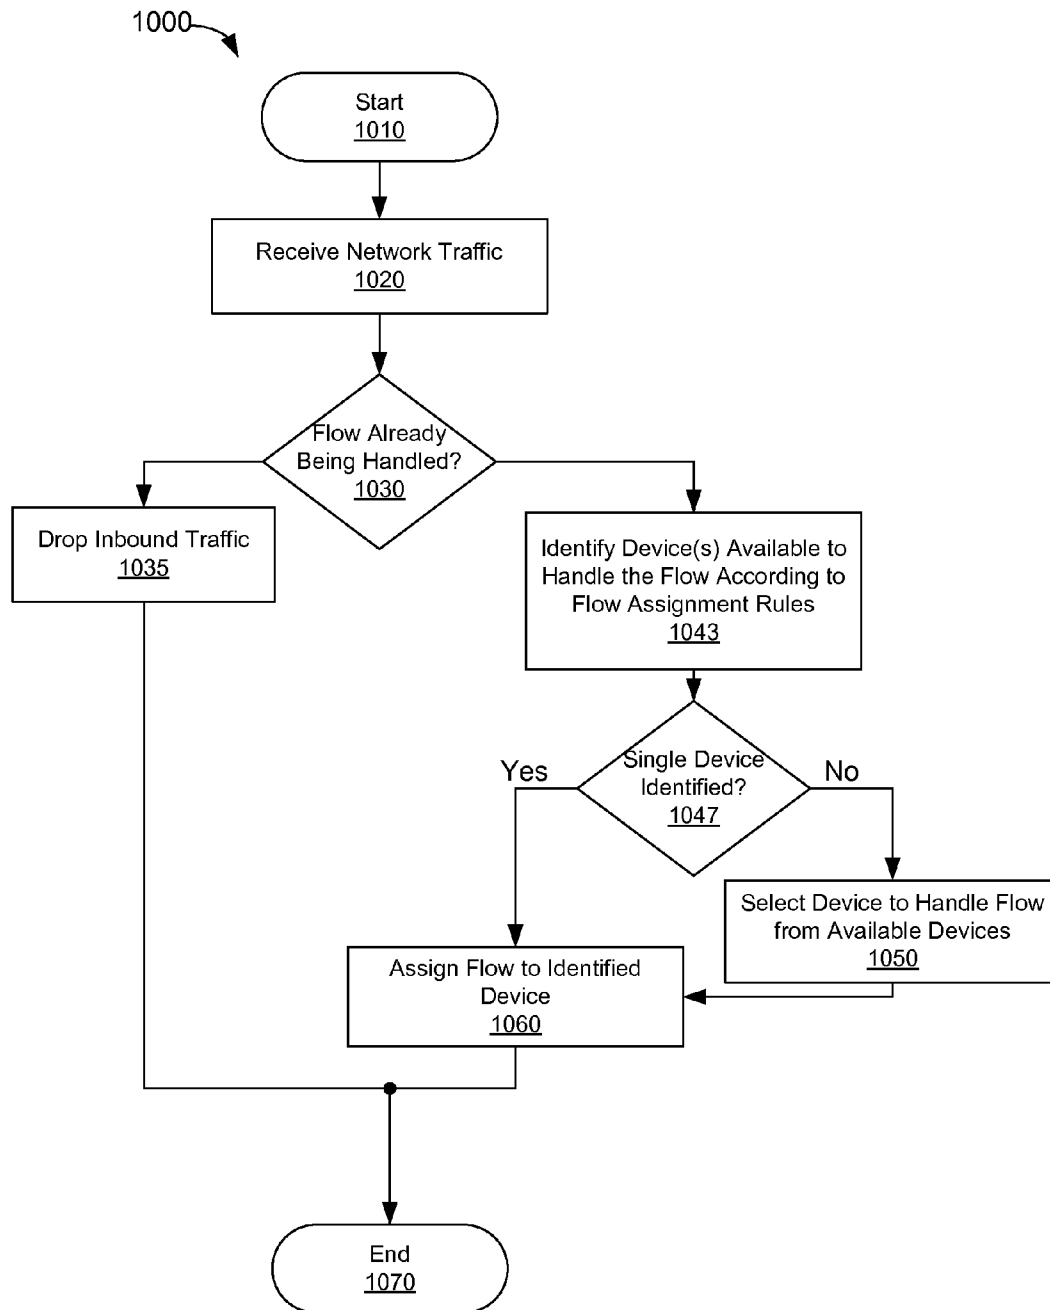 1000
Start
1010
Receive Network Traffic
1020
Flow Already
Being Handled?
1030
Drop Inbound Traffic
1035
Identify Device(s) Available to
Handle the Flow According to
Flow Assignment Rules
1043
Single Device
Identified?
1047
Yes
No
Select Device to Handle Flow
from Available Devices
1050
Assign Flow to Identified
Device
1060
End
1070